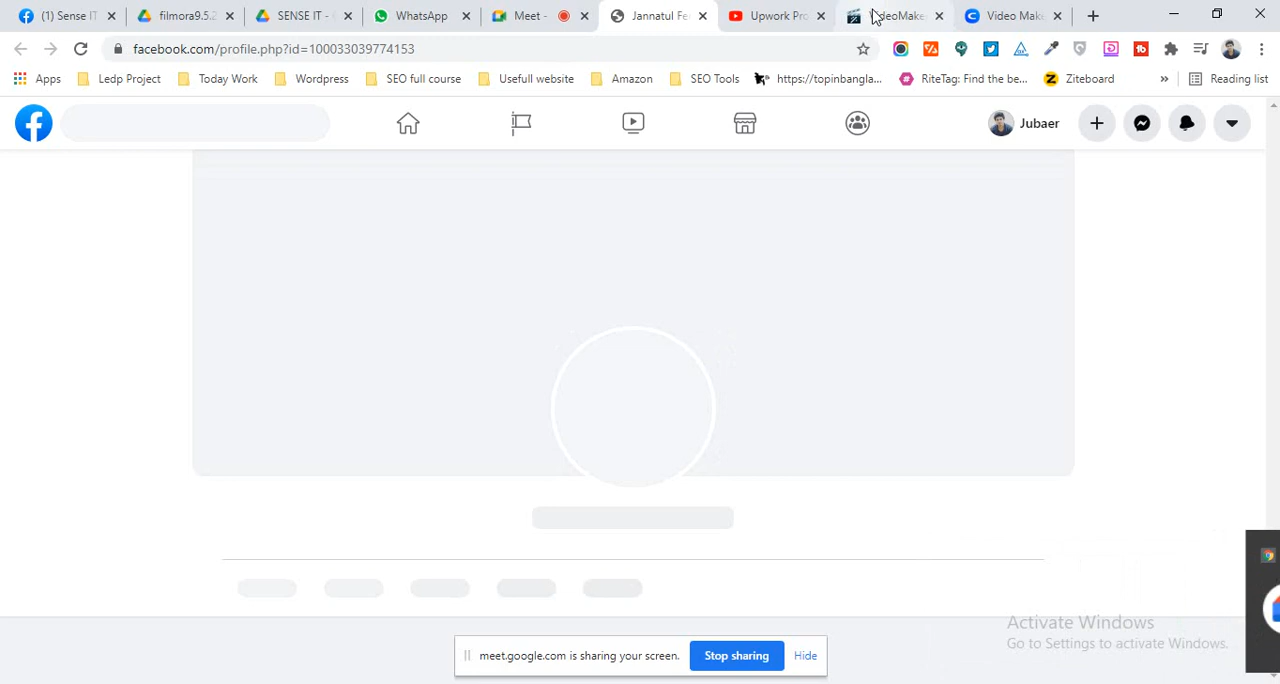 (1) Sense IT
filmora9.5.2
SENSE IT - G
WhatsApp
Meet -
Jannatul Fe
Upwork Pro
VideoMake
Video Make
facebook.com/profile.php?id=100033039774153
Apps
Ledp Project
Today Work
Wordpress
SEO full course
Usefull website
Amazon
SEO Tools
https://topinbangla...
RiteTag: Find the be...
Ziteboard
»
Reading list
Jubaer
Activate Windows
Go to Settings to activate Windows.
meet.google.com is sharing your screen.
Stop sharing
Hide